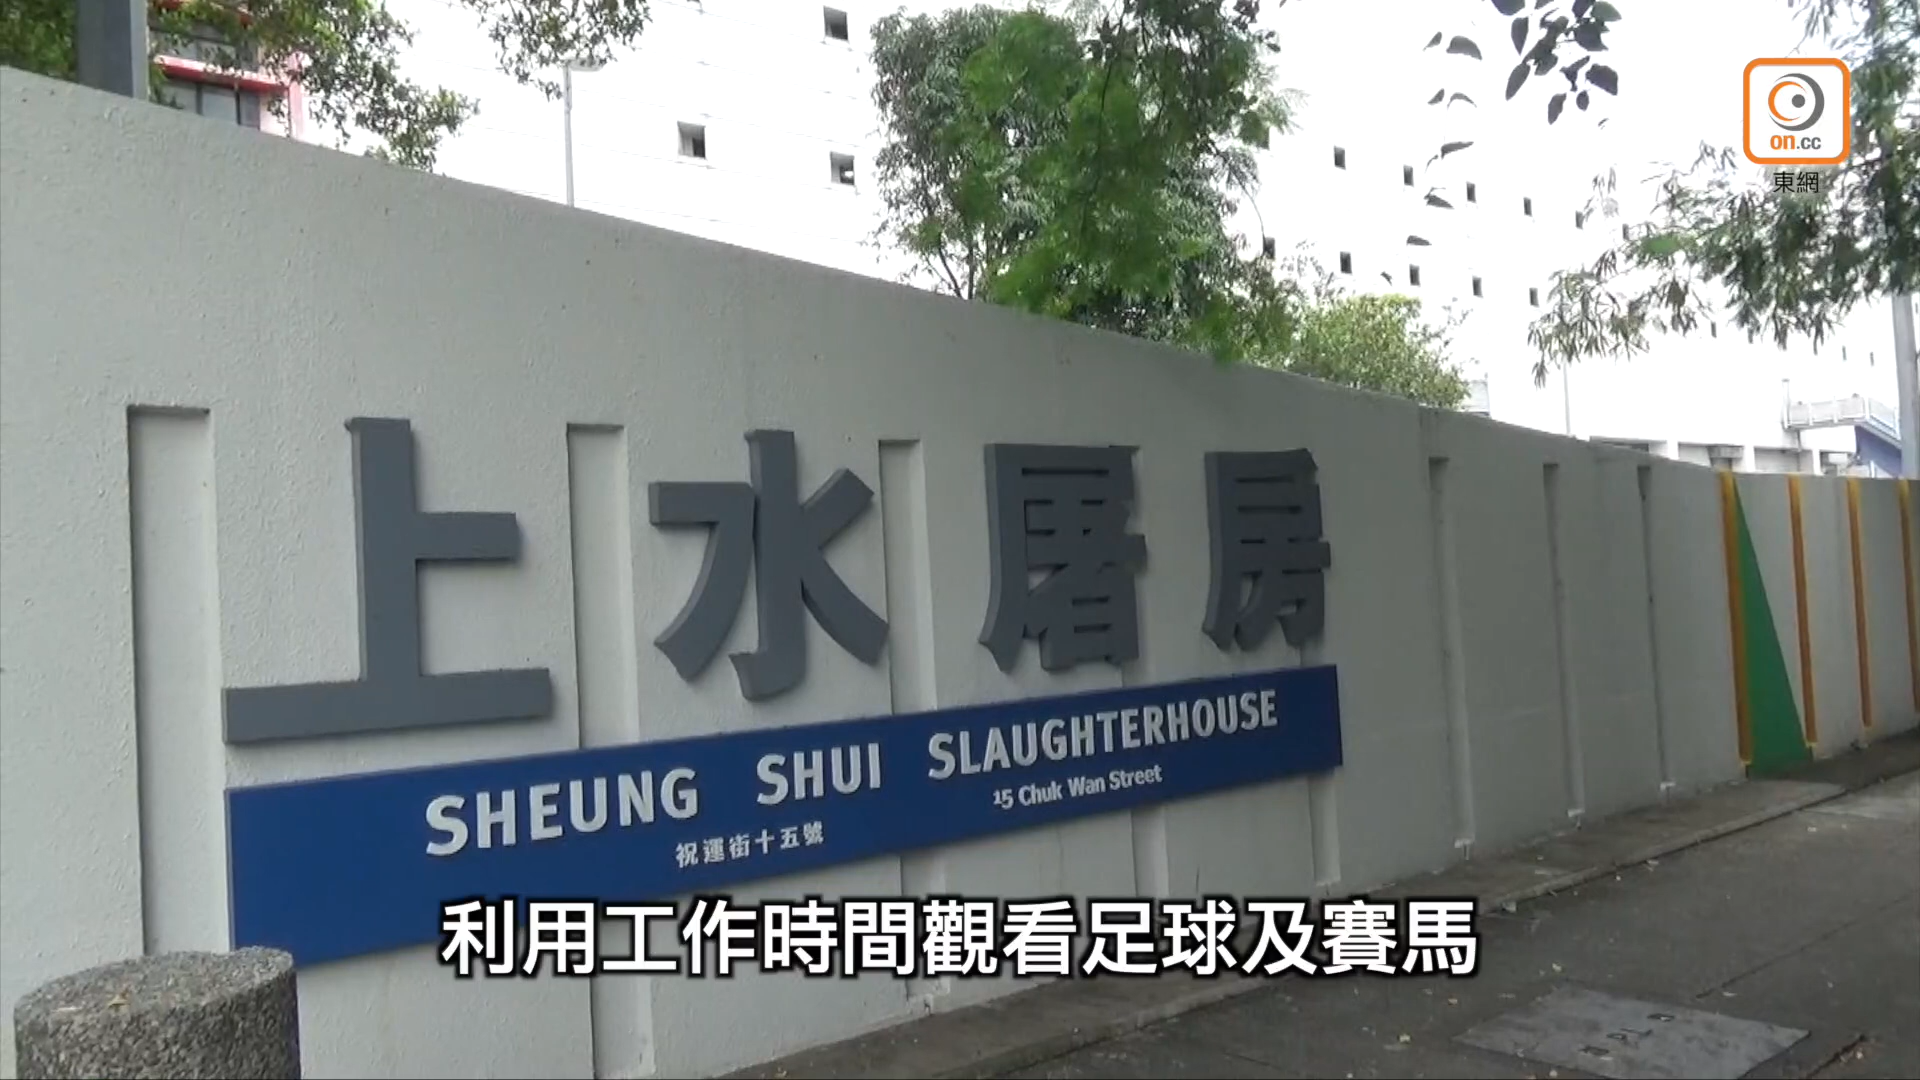 on.cc
東網
上水屠房
SHEUNG SHUI SLAUGHTERHOUSE
祝運街十五號
15 Chuk Wan Street
利用工作時間觀看足球及賽馬